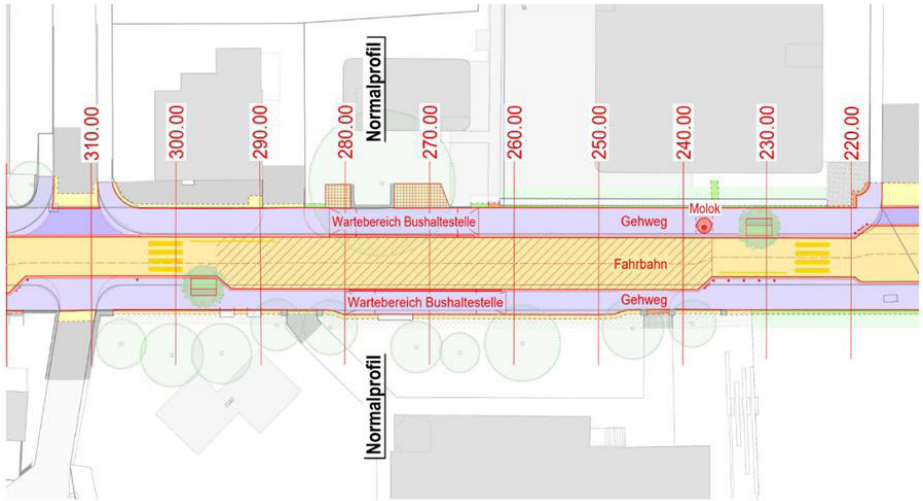 Normalprofil
310.00
300.00
290.00
280.00
270.00
260.00
250.00
240.00
230.00
220.00
Molok
Wartebereich Bushaltestelle
Gehweg
Fahrbahn
Wartebereich Bushaltestelle
Gehweg
Normalprofil